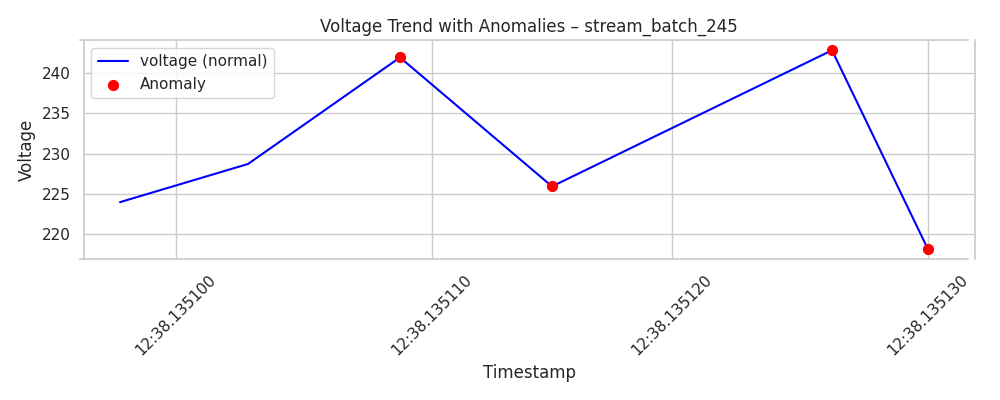 Voltage Trend with Anomalies – stream_batch_245
voltage (normal)
Anomaly
Voltage
240
235
230
225
220
12:38.135100
12:38.135110
12:38.135120
12:38.135130
Timestamp